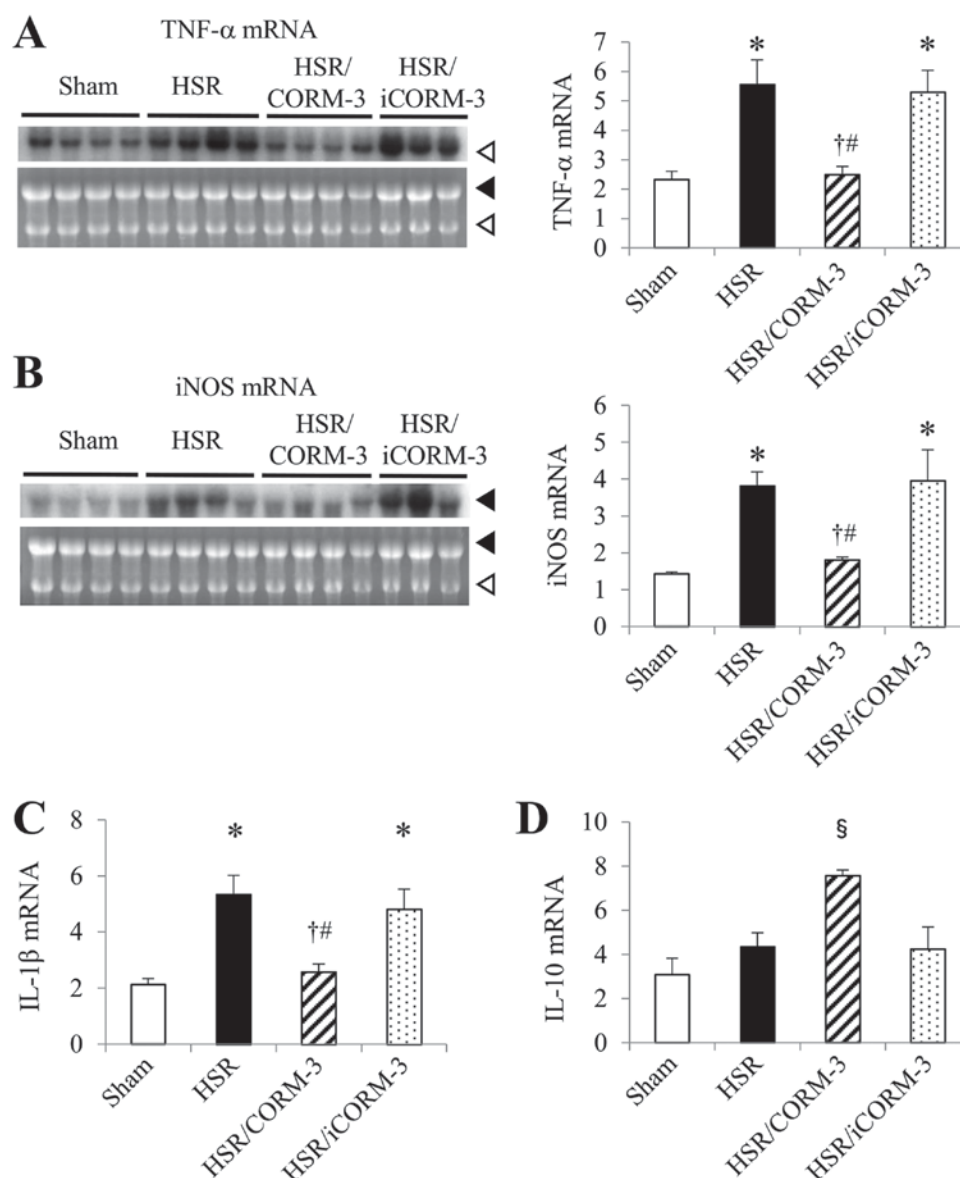 A
TNF-α mRNA
Sham
HSR
HSR/
CORM-3
HSR/
iCORM-3
TNF-α mRNA
7
6
5
4
3
2
1
0
*
†#
*
Sham
HSR
HSR/CORM-3
HSR/iCORM-3
B
iNOS mRNA
Sham
HSR
HSR/
CORM-3
HSR/
iCORM-3
iNOS mRNA
6
5
4
3
2
1
0
*
†#
*
Sham
HSR
HSR/CORM-3
HSR/iCORM-3
C
IL-1β mRNA
8
6
4
2
0
*
†#
*
Sham
HSR
HSR/CORM-3
HSR/iCORM-3
D
IL-10 mRNA
10
8
6
4
2
0
§
Sham
HSR
HSR/CORM-3
HSR/iCORM-3